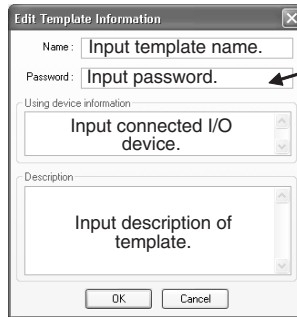 Edit Template Information
Name : Input template name.
Password : Input password.
Using device information
Input connected I/O
device.
Description
Input description of
template.
OK Cancel